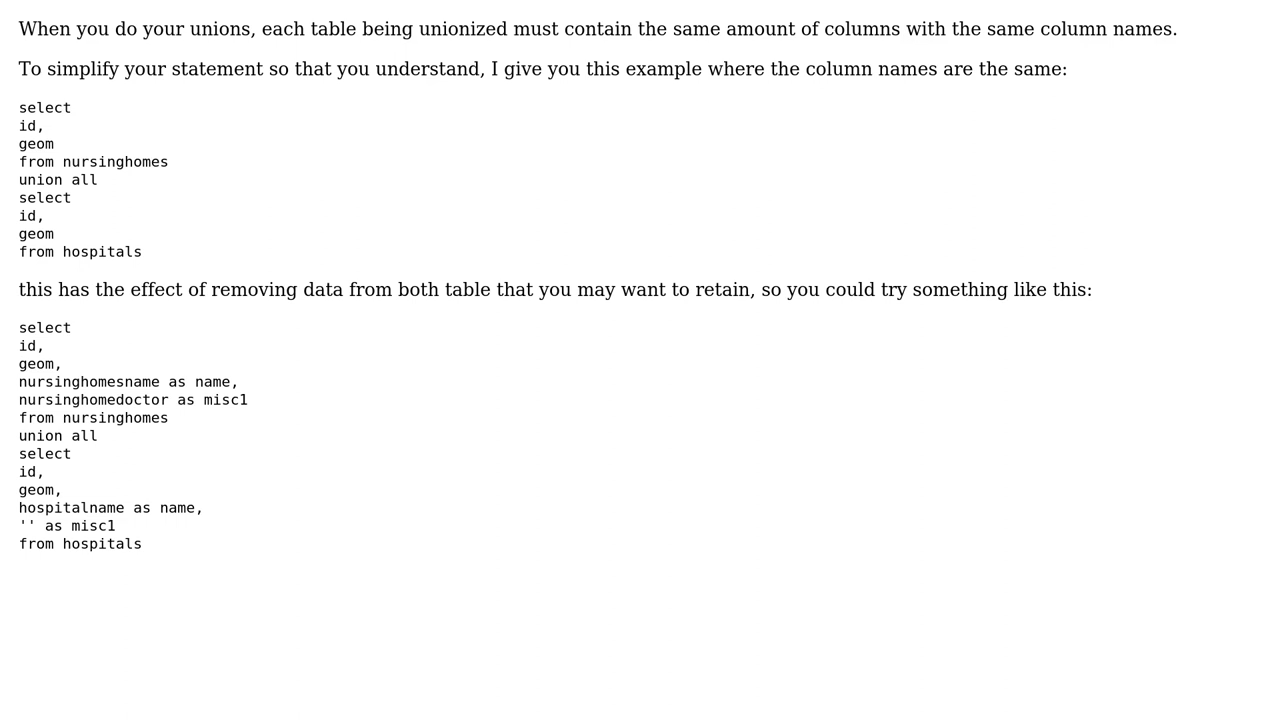 When you do your unions, each table being unionized must contain the same amount of columns with the same column names.
To simplify your statement so that you understand, I give you this example where the column names are the same:
select
id,
geom
from nursinghomes
union all
select
id,
geom
from hospitals
this has the effect of removing data from both table that you may want to retain, so you could try something like this:
select
id,
geom,
nursinghomesname as name,
nursinghomedoctor as misc1
from nursinghomes
union all
select
id,
geom,
hospitalname as name,
'' as misc1
from hospitals